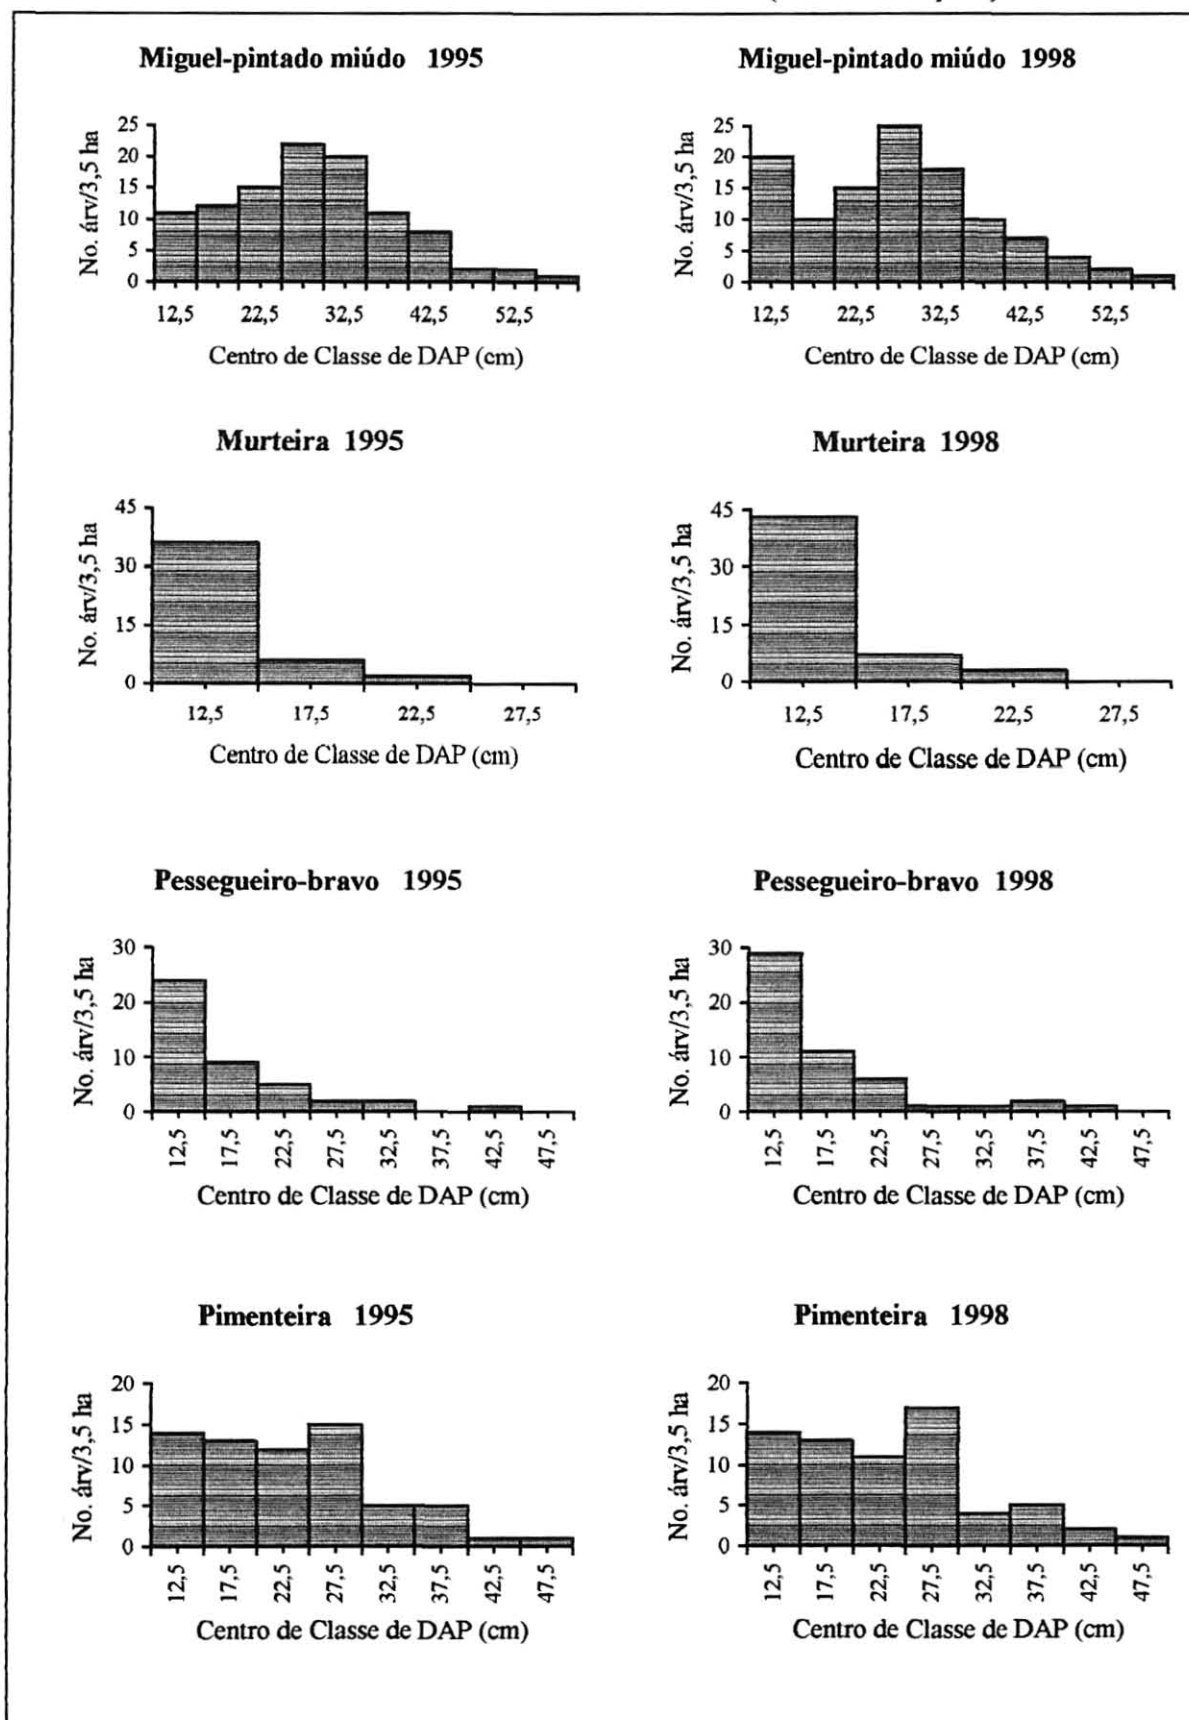 Miguel-pintado miúdo 1995
No. árv/3,5 ha
25
20
15
10
5
0
12,5 22,5 32,5 42,5 52,5
Centro de Classe de DAP (cm)
Miguel-pintado miúdo 1998
No. árv/3,5 ha
25
20
15
10
5
0
12,5 22,5 32,5 42,5 52,5
Centro de Classe de DAP (cm)
Murteira 1995
No. árv/3,5 ha
45
30
15
0
12,5 17,5 22,5 27,5
Centro de Classe de DAP (cm)
Murteira 1998
No. árv/3,5 ha
45
30
15
0
12,5 17,5 22,5 27,5
Centro de Classe de DAP (cm)
Pessegueiro-bravo 1995
No. árv/3,5 ha
30
20
10
0
12,5 17,5 22,5 27,5 32,5 37,5 42,5 47,5
Centro de Classe de DAP (cm)
Pessegueiro-bravo 1998
No. árv/3,5 ha
30
20
10
0
12,5 17,5 22,5 27,5 32,5 37,5 42,5 47,5
Centro de Classe de DAP (cm)
Pimenteira 1995
No. árv/3,5 ha
20
15
10
5
0
12,5 17,5 22,5 27,5 32,5 37,5 42,5 47,5
Centro de Classe de DAP (cm)
Pimenteira 1998
No. árv/3,5 ha
20
15
10
5
0
12,5 17,5 22,5 27,5 32,5 37,5 42,5 47,5
Centro de Classe de DAP (cm)